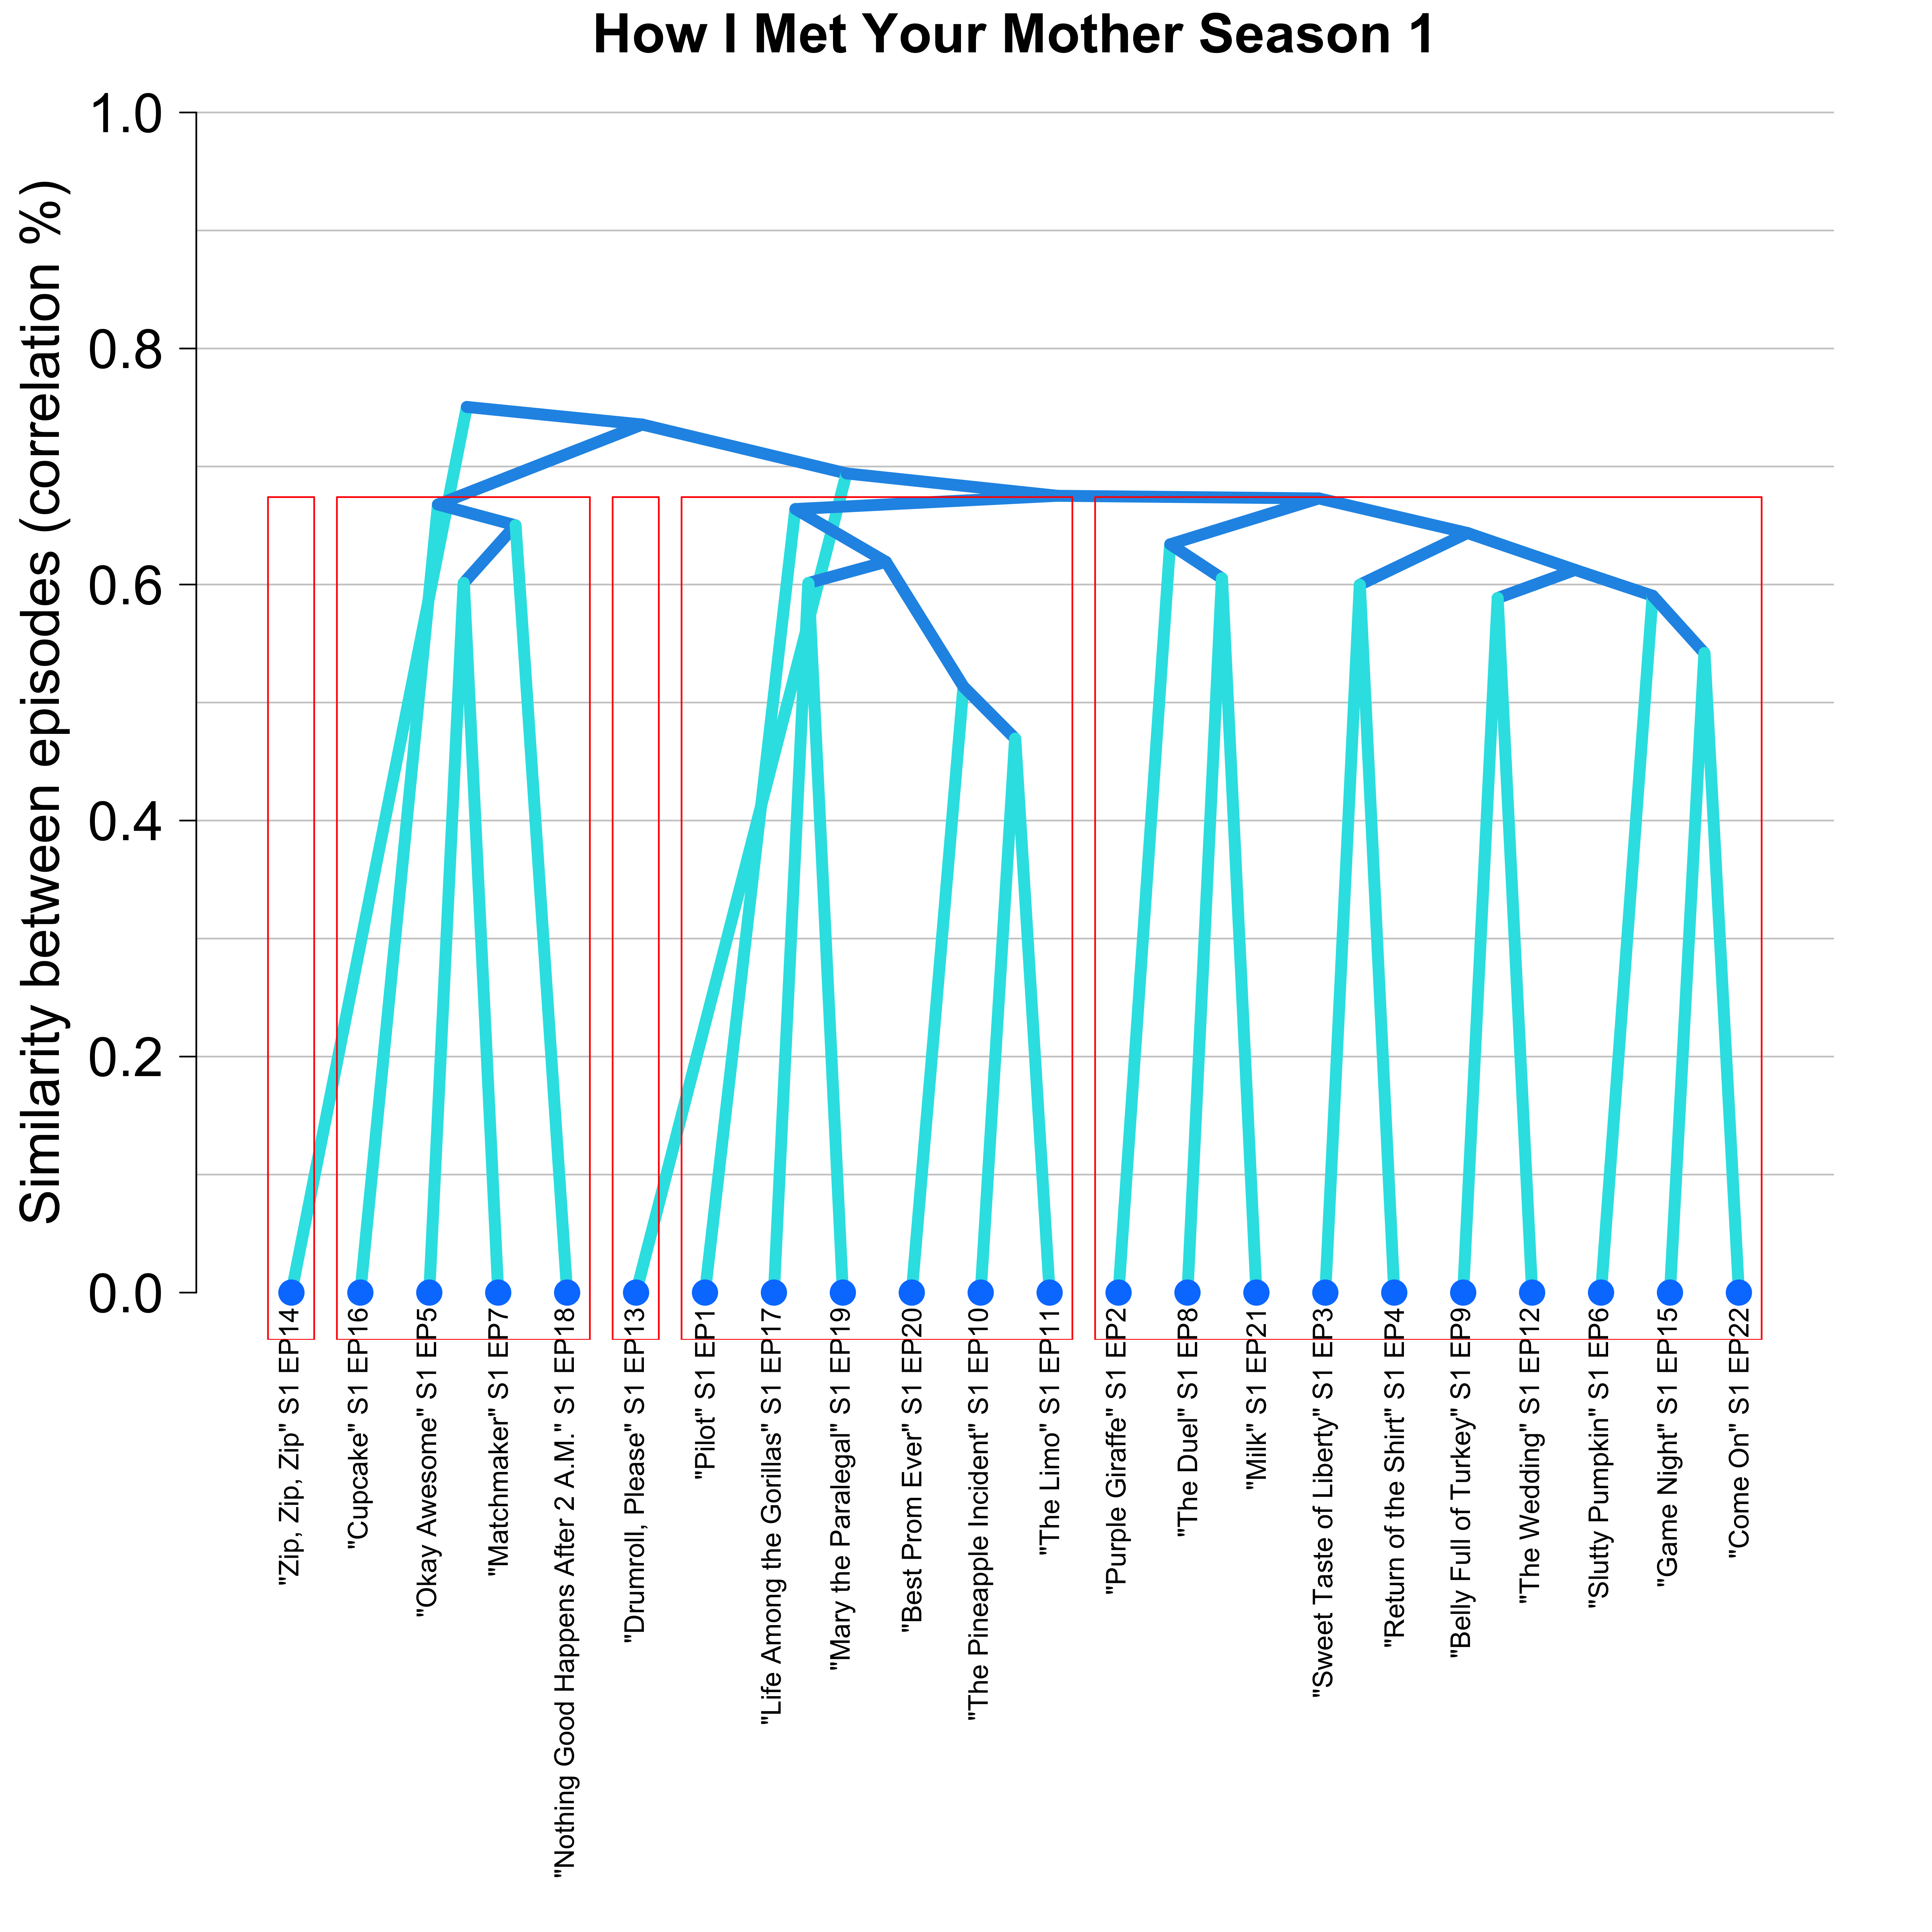 How I Met Your Mother Season 1
Similarity between episodes (correlation %)
1.0
0.8
0.6
0.4
0.2
0.0
"Zip, Zip, Zip" S1 EP14
"Cupcake" S1 EP16
"Okay Awesome" S1 EP5
"Matchmaker" S1 EP7
"Nothing Good Happens After 2 A.M." S1 EP18
"Drumroll, Please" S1 EP13
"Pilot" S1 EP1
"Life Among the Gorillas" S1 EP17
"Mary the Paralegal" S1 EP19
"Best Prom Ever" S1 EP20
"The Pineapple Incident" S1 EP10
"The Limo" S1 EP11
"Purple Giraffe" S1 EP2
"The Duel" S1 EP8
"Milk" S1 EP21
"Sweet Taste of Liberty" S1 EP3
"Return of the Shirt" S1 EP4
"Belly Full of Turkey" S1 EP9
"The Wedding" S1 EP12
"Slutty Pumpkin" S1 EP6
"Game Night" S1 EP15
"Come On" S1 EP22